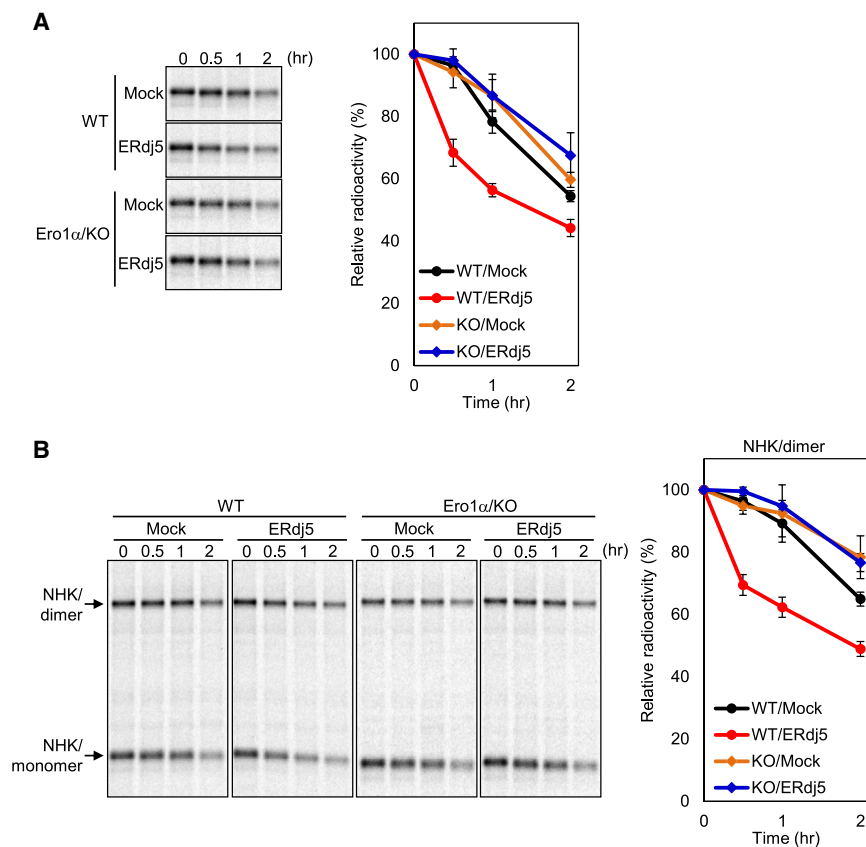 A
0 0.5 1 2 (hr)
WT
Mock
ERdj5
Ero1α/KO
Mock
ERdj5
Relative radioactivity (%)
100
80
60
40
20
0
WT/Mock
WT/ERdj5
KO/Mock
KO/ERdj5
0 1 2
Time (hr)
B
WT Ero1α/KO
Mock ERdj5 Mock ERdj5
0 0.5 1 2 0 0.5 1 2 0 0.5 1 2 0 0.5 1 2 (hr)
NHK/
dimer
NHK/
monomer
NHK/dimer
Relative radioactivity (%)
100
80
60
40
20
0
WT/Mock
WT/ERdj5
KO/Mock
KO/ERdj5
0 1 2
Time (hr)